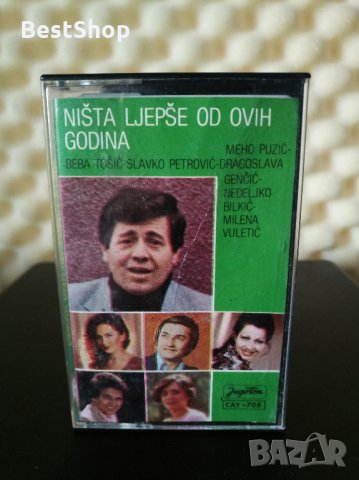 BestShop
NIŠTA LJEPŠE OD OVIH
GODINA
MEHO PUZIĆ-
BEBA TOŠIĆ-SLAVKO PETROVIĆ-DRAGOSLAVA
GENČIĆ-
NEDELJKO
BILKIĆ-
MILENA
VULETIĆ
Jugoton
CAY-708
BAZAR